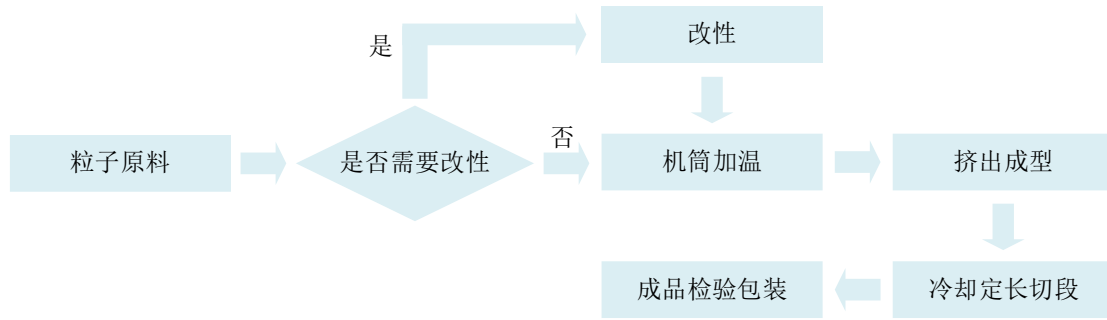 是
改性
否
粒子原料
是否需要改性
机筒加温
挤出成型
成品检验包装
冷却定长切段